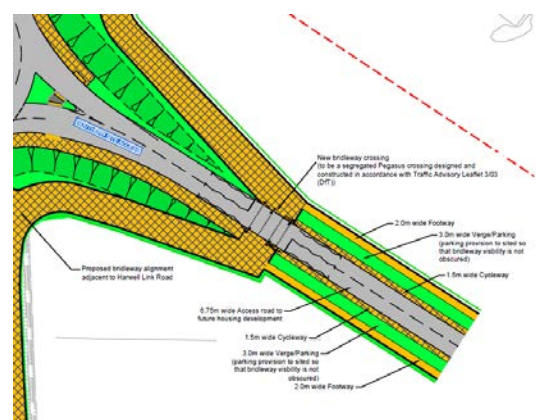 New bridleway crossing
(to be a segregated Pegasus crossing designed and
constructed in accordance with Traffic Advisory Leaflet 3/03
(DfT))
2.0m wide Footway
3.0m wide Verge/Parking
(parking provision to sited so
that bridleway visibility is not
obscured)
1.5m wide Cycleway
Proposed bridleway alignment
adjacent to Harwell Link Road
6.75m wide Access road to
future housing development
1.5m wide Cycleway
3.0m wide Verge/Parking
(parking provision to sited so
that bridleway visibility is not
obscured)
2.0m wide Footway